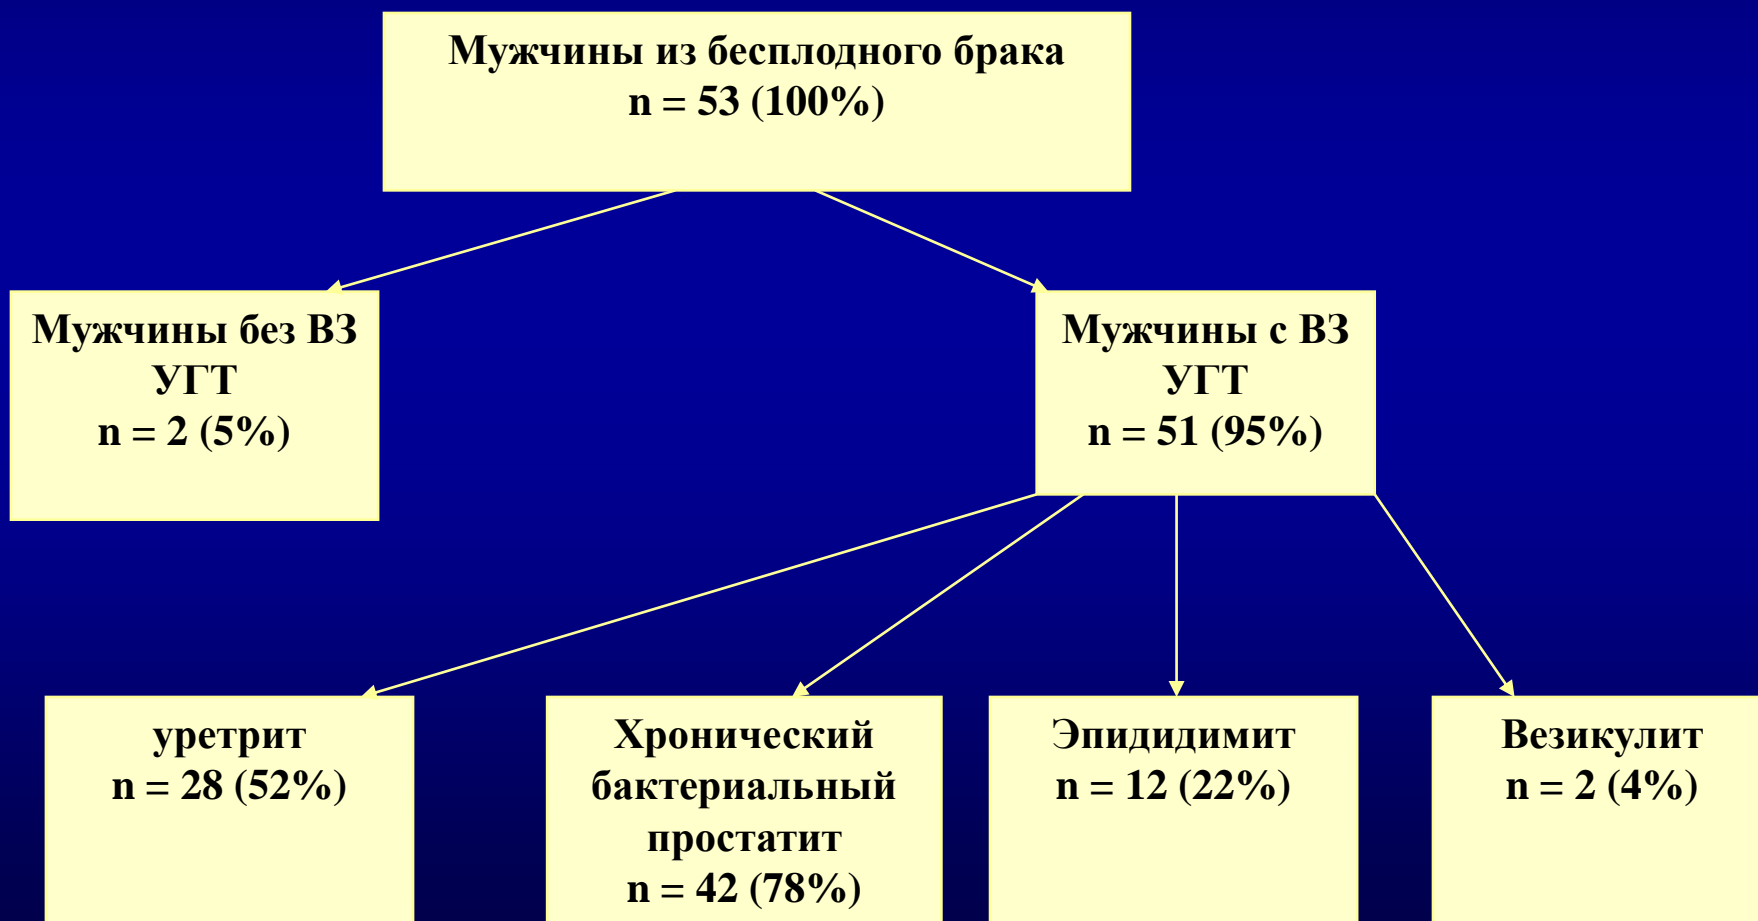 Мужчины из бесплодного брака
n = 53 (100%)
Мужчины без ВЗ
УГТ
n = 2 (5%)
Мужчины с ВЗ
УГТ
n = 51 (95%)
уретрит
n = 28 (52%)
Хронический
бактериальный
простатит
n = 42 (78%)
Эпидидимит
n = 12 (22%)
Везикулит
n = 2 (4%)